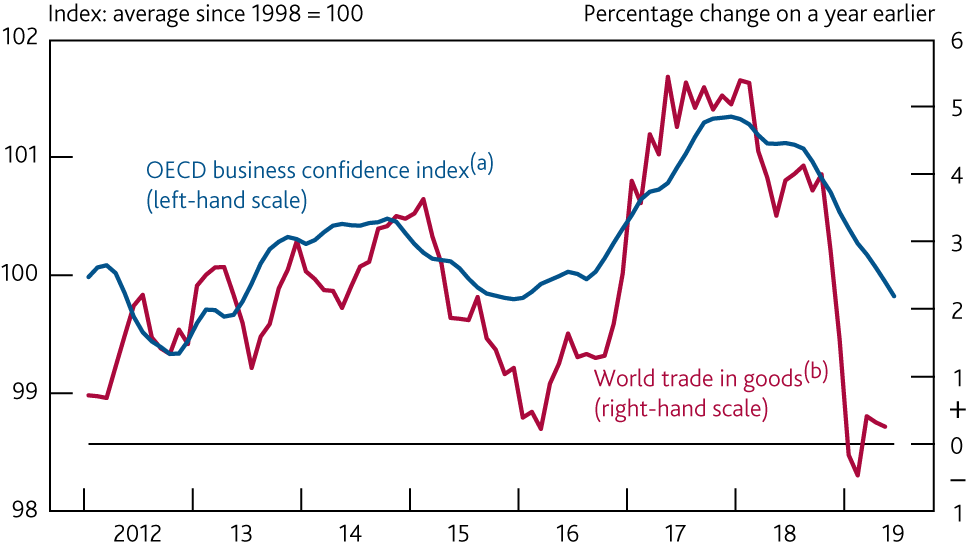 Index: average since 1998 = 100
Percentage change on a year earlier
102
101
100
99
98
6
5
4
3
2
1
+
0
–
1
OECD business confidence index(a)
(left-hand scale)
World trade in goods(b)
(right-hand scale)
2012 13 14 15 16 17 18 19